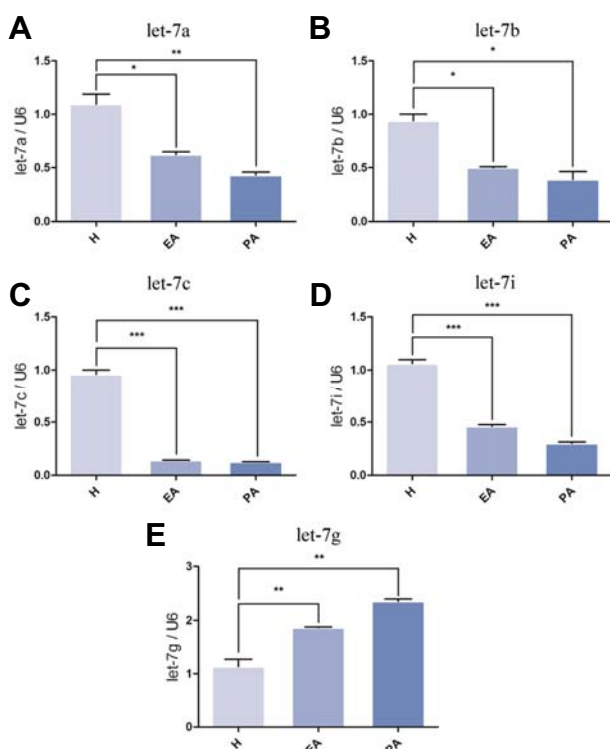 A
let-7a
let-7a / U6
1.5
1.0
0.5
0.0
**
*
H
EA
PA
B
let-7b
let-7b / U6
1.5
1.0
0.5
0.0
*
*
H
EA
PA
C
let-7c
let-7c / U6
1.5
1.0
0.5
0.0
***
***
H
EA
PA
D
let-7i
let-7i / U6
1.5
1.0
0.5
0.0
***
***
H
EA
PA
E
let-7g
let-7g / U6
3
2
1
0
**
**
H
EA
PA